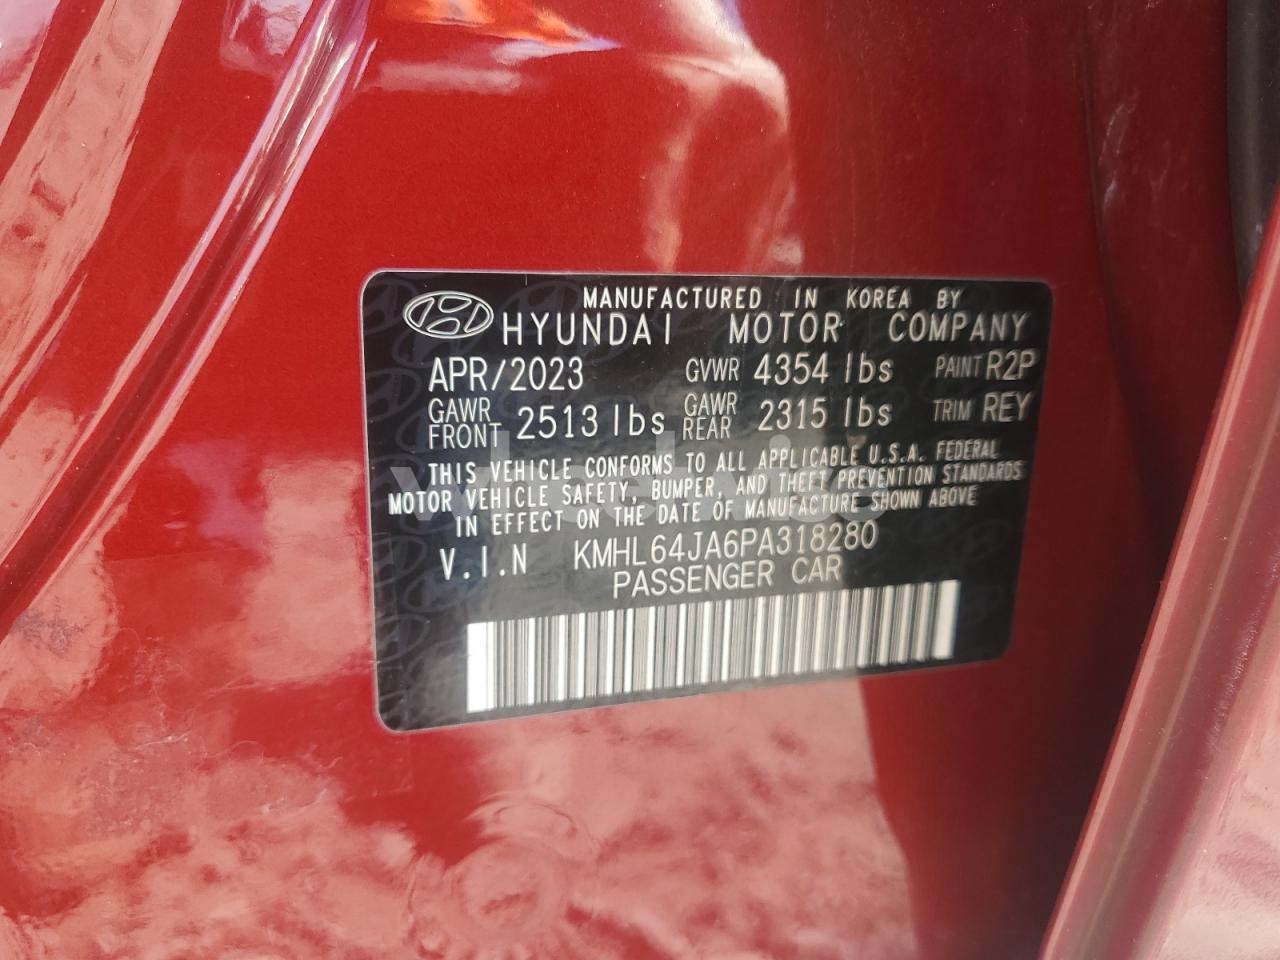 MANUFACTURED IN KOREA BY
HYUNDAI MOTOR COMPANY
APR/2023 GVWR 4354 lbs PAINT R2P
GAWR FRONT 2513 lbs GAWR REAR 2315 lbs TRIM REY
THIS VEHICLE CONFORMS TO ALL APPLICABLE U.S.A. FEDERAL
MOTOR VEHICLE SAFETY, BUMPER, AND THEFT PREVENTION STANDARDS
IN EFFECT ON THE DATE OF MANUFACTURE SHOWN ABOVE
V.I.N KMHL64JA6PA318280
PASSENGER CAR